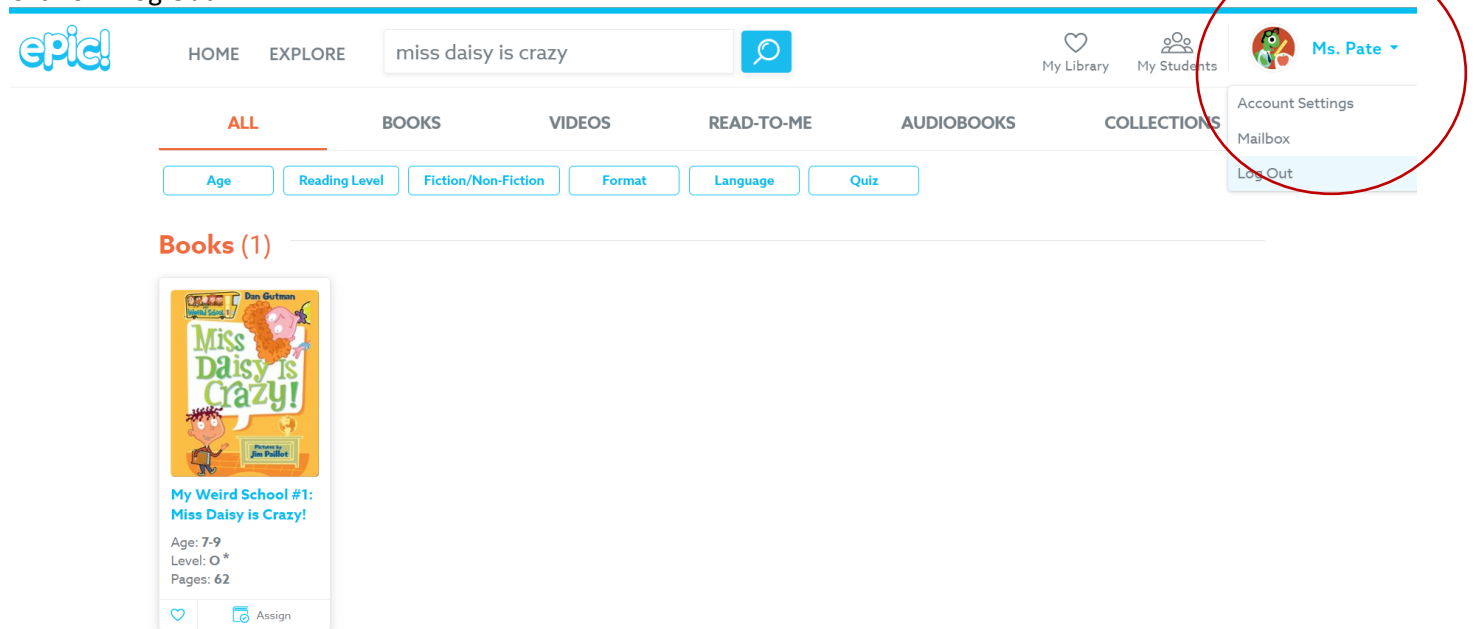 epic!
HOME EXPLORE miss daisy is crazy My Library My Students Ms. Pate
Account Settings
Mailbox
Log Out
ALL BOOKS VIDEOS READ-TO-ME AUDIOBOOKS COLLECTIONS
Age Reading Level Fiction/Non-Fiction Format Language Quiz
Books (1)
Dan Gutman
Weird School 1
Miss
Daisy Is
Crazy!
Pictures by
Jim Paillot
My Weird School #1:
Miss Daisy is Crazy!
Age: 7-9
Level: O *
Pages: 62
Assign